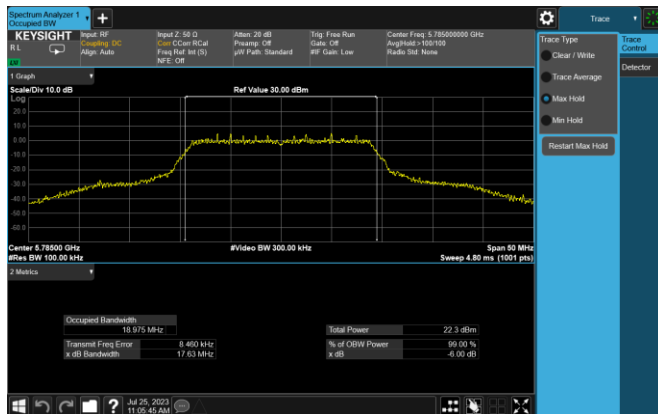 Spectrum Analyzer 1
Occupied BW
KEYSIGHT
R L
Input: RF
Coupling: DC
Align: Auto
Input Z: 50 Ω
Corr CCorr RCal
Freq Ref: Int (S)
NFE: Off
Atten: 20 dB
Preamp: Off
µW Path: Standard
Trig: Free Run
Gate: Off
#IF Gain: Low
Center Freq: 5.785000000 GHz
Avg|Hold:>100/100
Radio Std: None
1 Graph
Scale/Div 10.0 dB
Ref Value 30.00 dBm
Log
20.0
10.0
0.00
-10.0
-20.0
-30.0
-40.0
-50.0
-60.0
Center 5.78500 GHz
#Video BW 300.00 kHz
Span 50 MHz
#Res BW 100.00 kHz
Sweep 4.80 ms (1001 pts)
2 Metrics
Occupied Bandwidth
18.975 MHz
Total Power
22.3 dBm
Transmit Freq Error
8.460 kHz
% of OBW Power
99.00 %
x dB Bandwidth
17.63 MHz
x dB
-6.00 dB
Jul 25, 2023
11:05:45 AM
Trace
Trace Type
Clear / Write
Trace Average
Max Hold
Min Hold
Restart Max Hold
Trace
Control
Detector